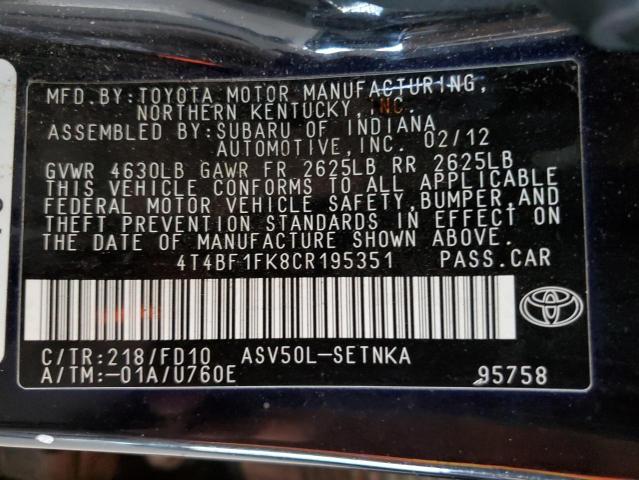 MFD.BY:TOYOTA MOTOR MANUFACTURING,
NORTHERN KENTUCKY,INC.
ASSEMBLED BY:SUBARU OF INDIANA
AUTOMOTIVE,INC. 02/12
GVWR 4630LB GAWR FR 2625LB RR 2625LB
THIS VEHICLE CONFORMS TO ALL APPLICABLE
FEDERAL MOTOR VEHICLE SAFETY,BUMPER,AND
THEFT PREVENTION STANDARDS IN EFFECT ON
THE DATE OF MANUFACTURE SHOWN ABOVE.
4T4BF1FK8CR195351 PASS.CAR
C/TR:218/FD10 ASV50L-SETNKA
A/TM:-01A/U760E 95758